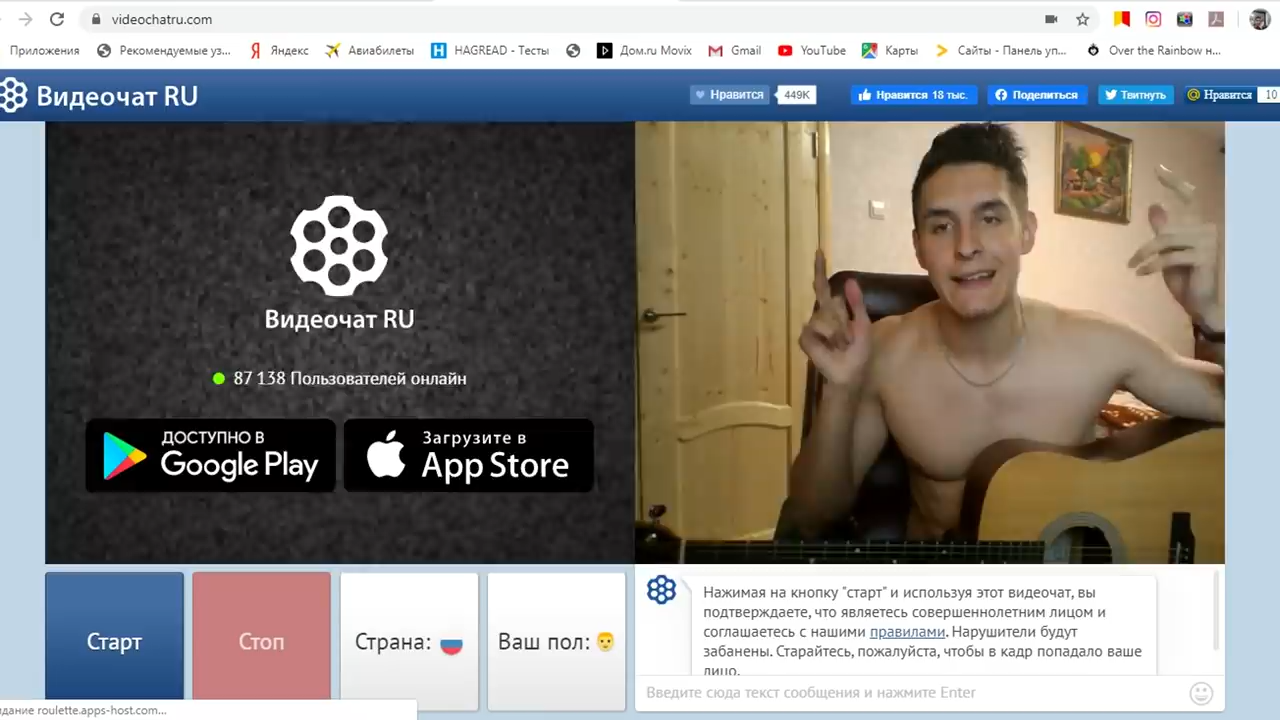 videochatru.com
Приложения
Рекомендуемые уз...
Яндекс
Авиабилеты
HAGREAD - Тесты
Дом.ru Movix
Gmail
YouTube
Карты
Сайты - Панель уп...
Over the Rainbow н...
Видеочат RU
Нравится
449K
Нравится 18 тыс.
Поделиться
Твитнуть
Нравится
10
Видеочат RU
87 138 Пользователей онлайн
ДОСТУПНО В
Google Play
Загрузите в
App Store
Старт
Стоп
Страна:
Ваш пол:
Нажимая на кнопку "старт" и используя этот видеочат, вы
подтверждаете, что являетесь совершеннолетним лицом и
соглашаетесь с нашими правилами. Нарушители будут
забанены. Старайтесь, пожалуйста, чтобы в кадр попадало ваше
лицо.
Введите сюда текст сообщения и нажмите Enter
идание roulette.apps-host.com...